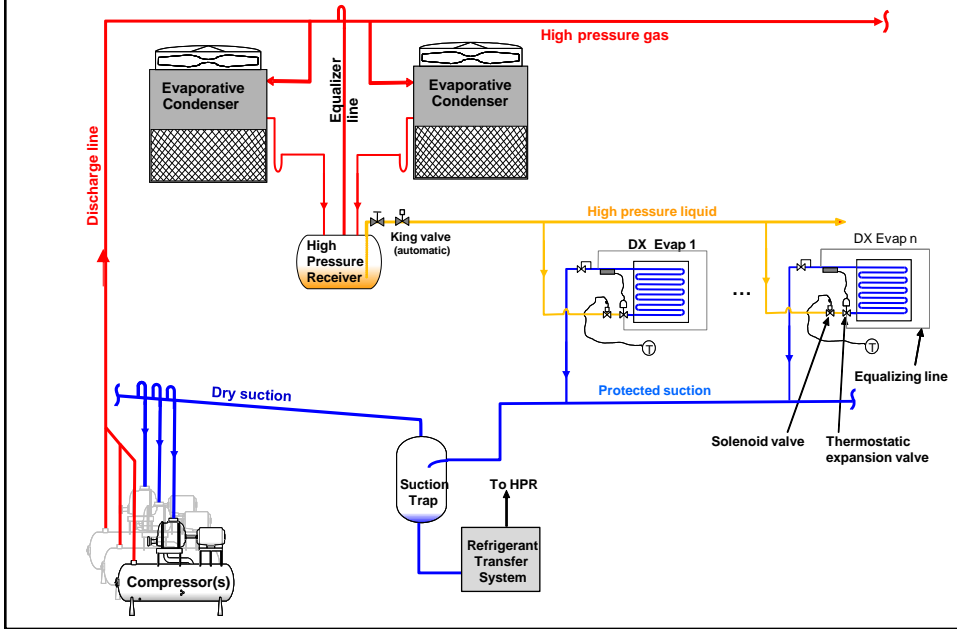 High pressure gas
Evaporative
Condenser
Equalizer
line
Evaporative
Condenser
Discharge line
High pressure liquid
King valve
(automatic)
High
Pressure
Receiver
DX Evap 1
DX Evap n
...
T
T
Equalizing line
Dry suction
Protected suction
Solenoid valve
Thermostatic
expansion valve
Suction
Trap
To HPR
Refrigerant
Transfer
System
Compressor(s)